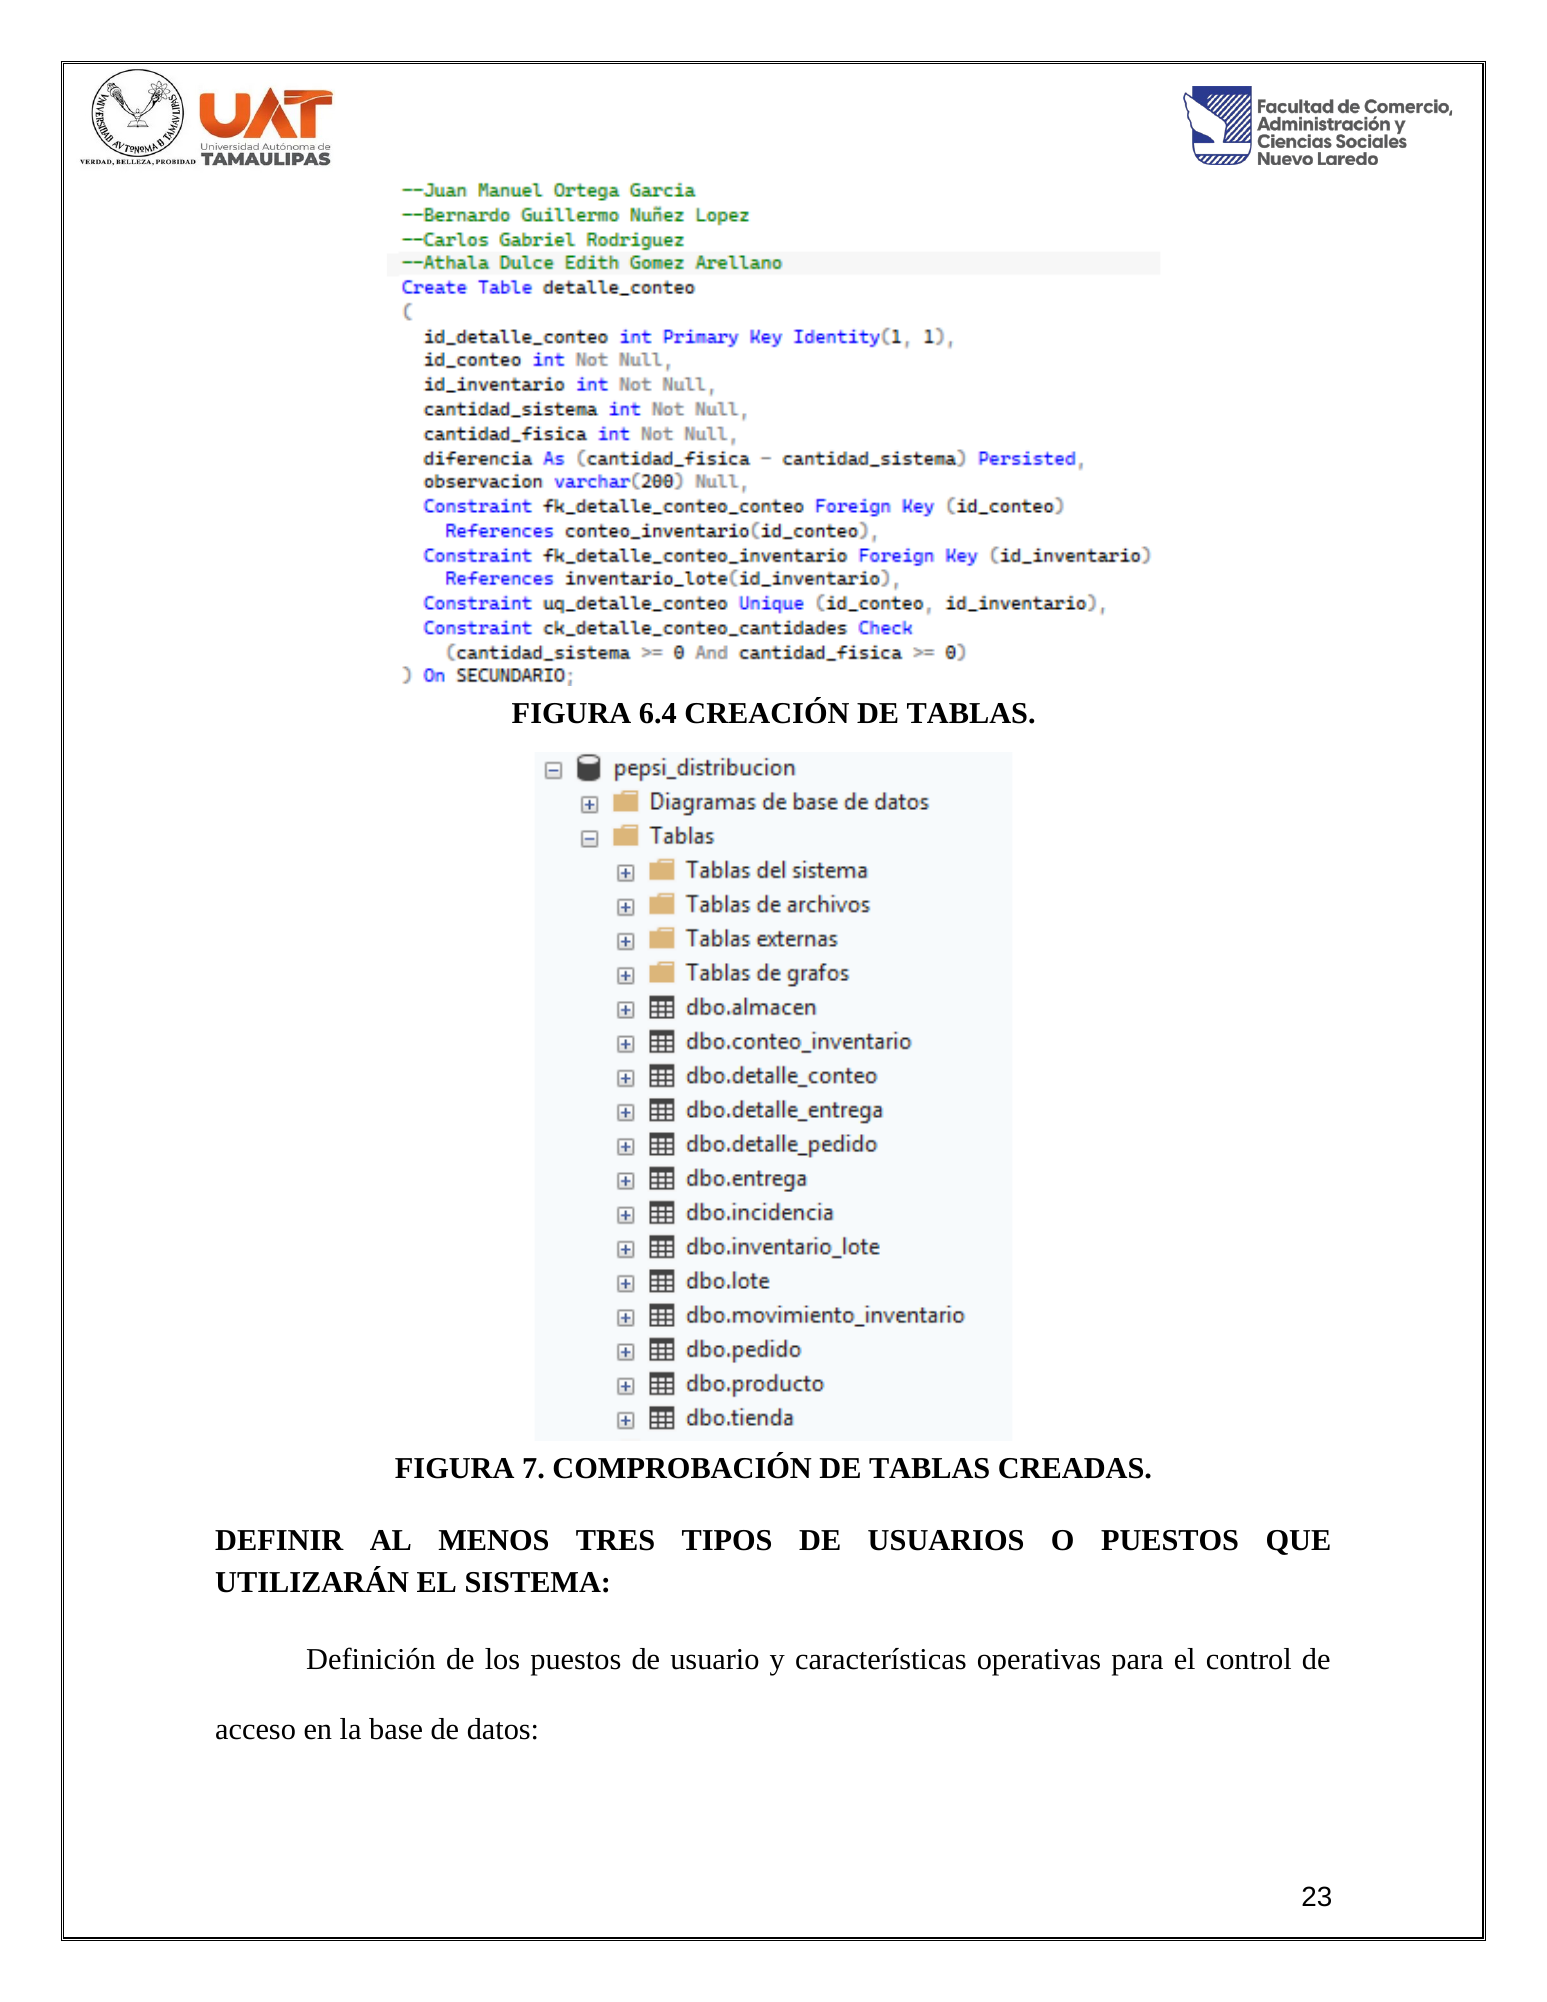 UNIVERSIDAD AUTONOMA DE TAMAULIPAS
VERDAD, BELLEZA, PROBIDAD
UAT
Universidad Autónoma de
TAMAULIPAS
Facultad de Comercio,
Administración y
Ciencias Sociales
Nuevo Laredo
--Juan Manuel Ortega Garcia
--Bernardo Guillermo Nuñez Lopez
--Carlos Gabriel Rodriguez
--Athala Dulce Edith Gomez Arellano
Create Table detalle_conteo
(
id_detalle_conteo int Primary Key Identity(1, 1),
id_conteo int Not Null,
id_inventario int Not Null,
cantidad_sistema int Not Null,
cantidad_fisica int Not Null,
diferencia As (cantidad_fisica - cantidad_sistema) Persisted,
observacion varchar(200) Null,
Constraint fk_detalle_conteo_conteo Foreign Key (id_conteo)
References conteo_inventario(id_conteo),
Constraint fk_detalle_conteo_inventario Foreign Key (id_inventario)
References inventario_lote(id_inventario),
Constraint uq_detalle_conteo Unique (id_conteo, id_inventario),
Constraint ck_detalle_conteo_cantidades Check
(cantidad_sistema >= 0 And cantidad_fisica >= 0)
) On SECUNDARIO;
FIGURA 6.4 CREACIÓN DE TABLAS.
pepsi_distribucion
Diagramas de base de datos
Tablas
Tablas del sistema
Tablas de archivos
Tablas externas
Tablas de grafos
dbo.almacen
dbo.conteo_inventario
dbo.detalle_conteo
dbo.detalle_entrega
dbo.detalle_pedido
dbo.entrega
dbo.incidencia
dbo.inventario_lote
dbo.lote
dbo.movimiento_inventario
dbo.pedido
dbo.producto
dbo.tienda
FIGURA 7. COMPROBACIÓN DE TABLAS CREADAS.
DEFINIR AL MENOS TRES TIPOS DE USUARIOS O PUESTOS QUE
UTILIZARÁN EL SISTEMA:
Definición de los puestos de usuario y características operativas para el control de
acceso en la base de datos:
23